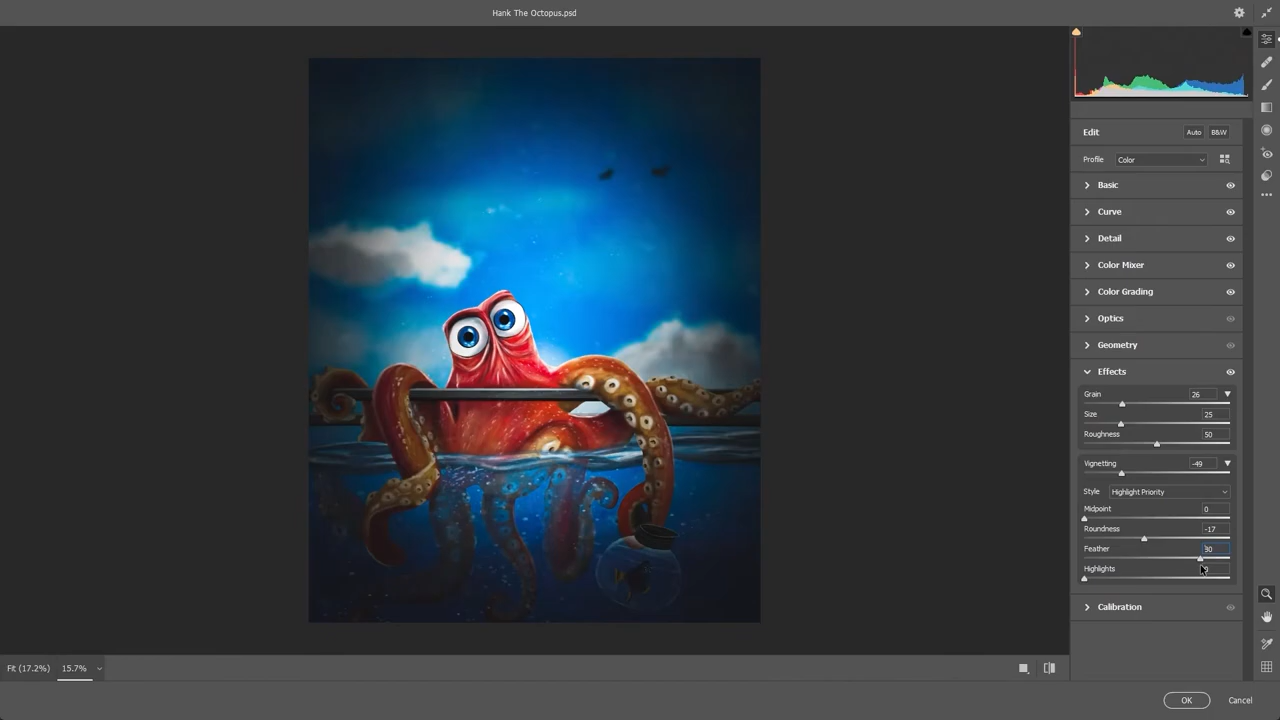 Hank The Octopus.psd
Edit Auto B&W
Profile Color
Basic
Curve
Detail
Color Mixer
Color Grading
Optics
Geometry
Effects
Grain 26
Size 25
Roughness 50
Vignetting -49
Style Highlight Priority
Midpoint 0
Roundness -17
Feather 80
Highlights
Calibration
Fit (17.2%) 15.7%
OK Cancel